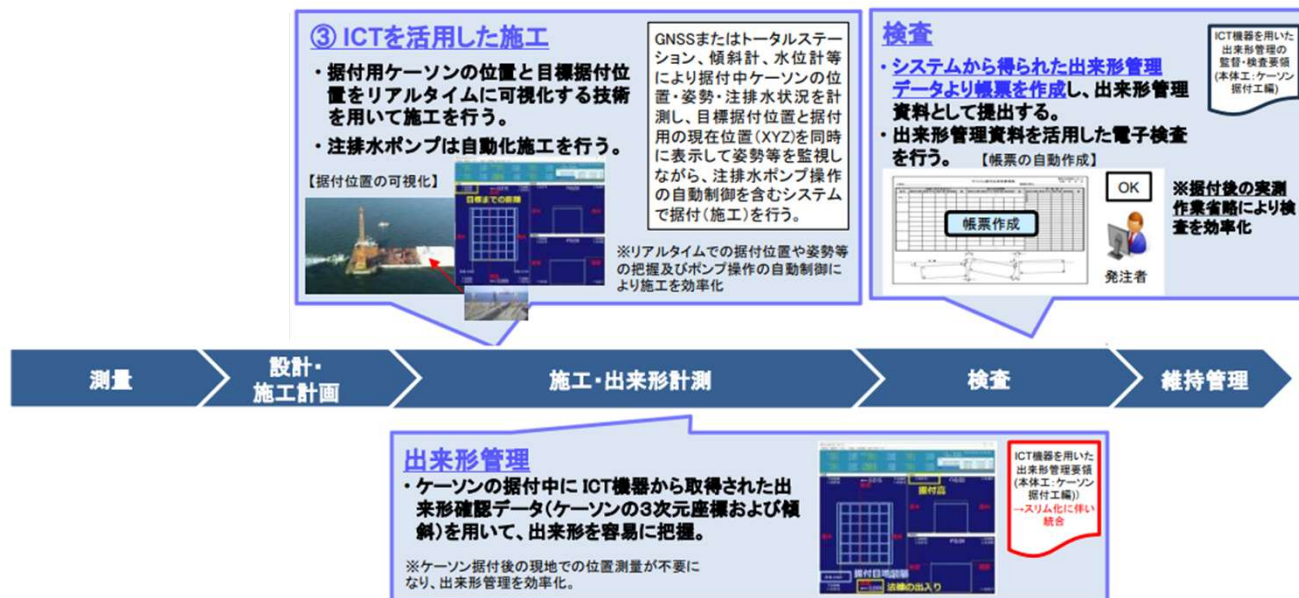 ③ ICTを活用した施工
・据付用ケーソンの位置と目標据付位
置をリアルタイムに可視化する技術
を用いて施工を行う。
・注排水ポンプは自動化施工を行う。
【据付位置の可視化】
目標までの距離
GNSSまたはトータルステー
ション、傾斜計、水位計等
により据付中ケーソンの位
置・姿勢・注排水状況を計
測し、目標据付位置と据付
用の現在位置(XYZ)を同時
に表示して姿勢等を監視し
ながら、注排水ポンプ操作
の自動制御を含むシステム
で据付(施工)を行う。
※リアルタイムでの据付位置や姿勢等
の把握及びポンプ操作の自動制御に
より施工を効率化
検査
・システムから得られた出来形管理
データより帳票を作成し、出来形管理
資料として提出する。
・出来形管理資料を活用した電子検査
を行う。
【帳票の自動作成】
帳票作成
OK
発注者
※据付後の実測
作業省略により検
査を効率化
ICT機器を用いた
出来形管理の
監督・検査要領
(本体工:ケーソン
据付工編)
測量
設計・
施工計画
施工・出来形計測
検査
維持管理
出来形管理
・ケーソンの据付中に ICT機器から取得された出
来形確認データ(ケーソンの3次元座標および傾
斜)を用いて、出来形を容易に把握。
※ケーソン据付後の現地での位置測量が不要に
なり、出来形管理を効率化。
据付高
据付目地間隔
法線の出入り
ICT機器を用いた
出来形管理要領
(本体工:ケーソン
据付工編))
→スリム化に伴い
統合